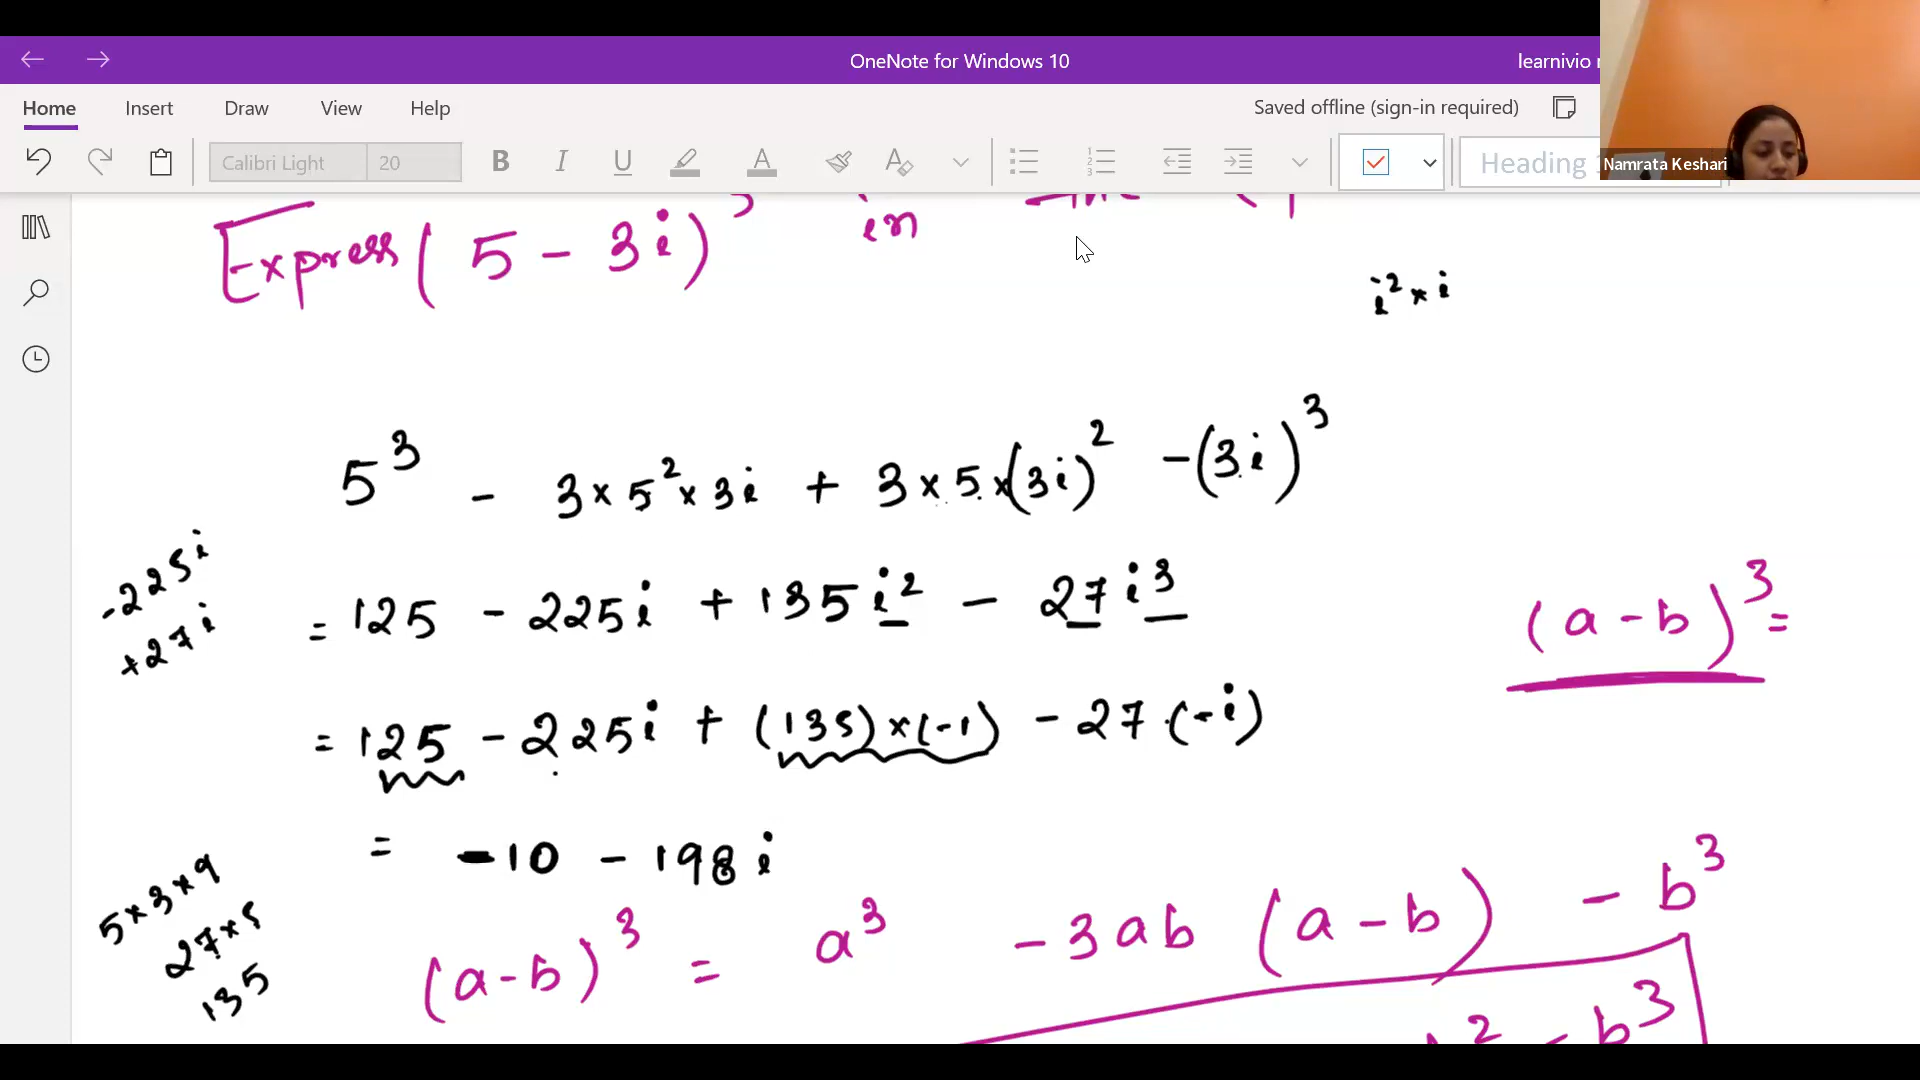 OneNote for Windows 10
learnivio
Home Insert Draw View Help
Saved offline (sign-in required)
Calibri Light 20 B I U A A Heading
Namrata Keshari
Express (5 - 3i)³ in
i² × i
5³ - 3 × 5² × 3i + 3 × 5 × (3i)² - (3i)³
-225i
+27i
= 125 - 225i + 135i² - 27i³
(a - b)³ =
= 125 - 225i + (135) × (-1) - 27(-i)
= -10 - 198i
5×3×9
27×5
135
(a - b)³ = a³ - 3ab (a - b) - b³
- b³